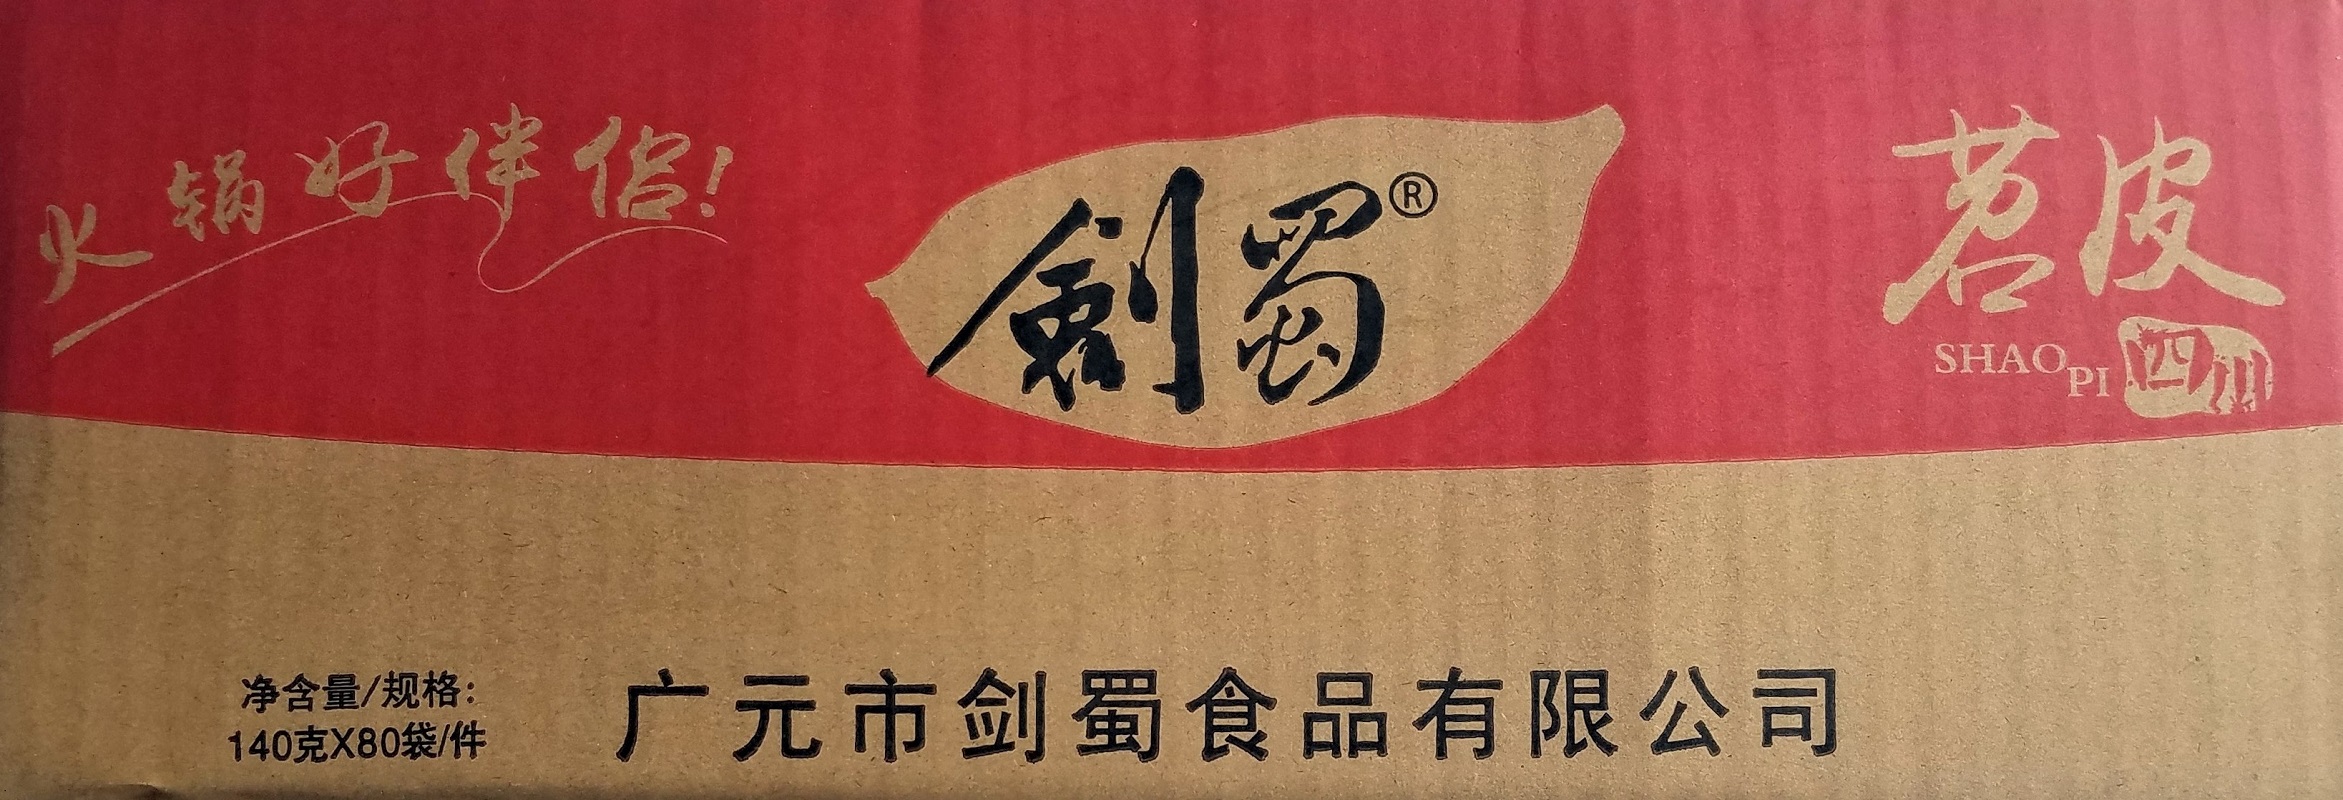 火锅好伴侣!
劍蜀®
苕皮
SHAO PI
四川
净含量/规格:
140克X80袋/件
广元市剑蜀食品有限公司